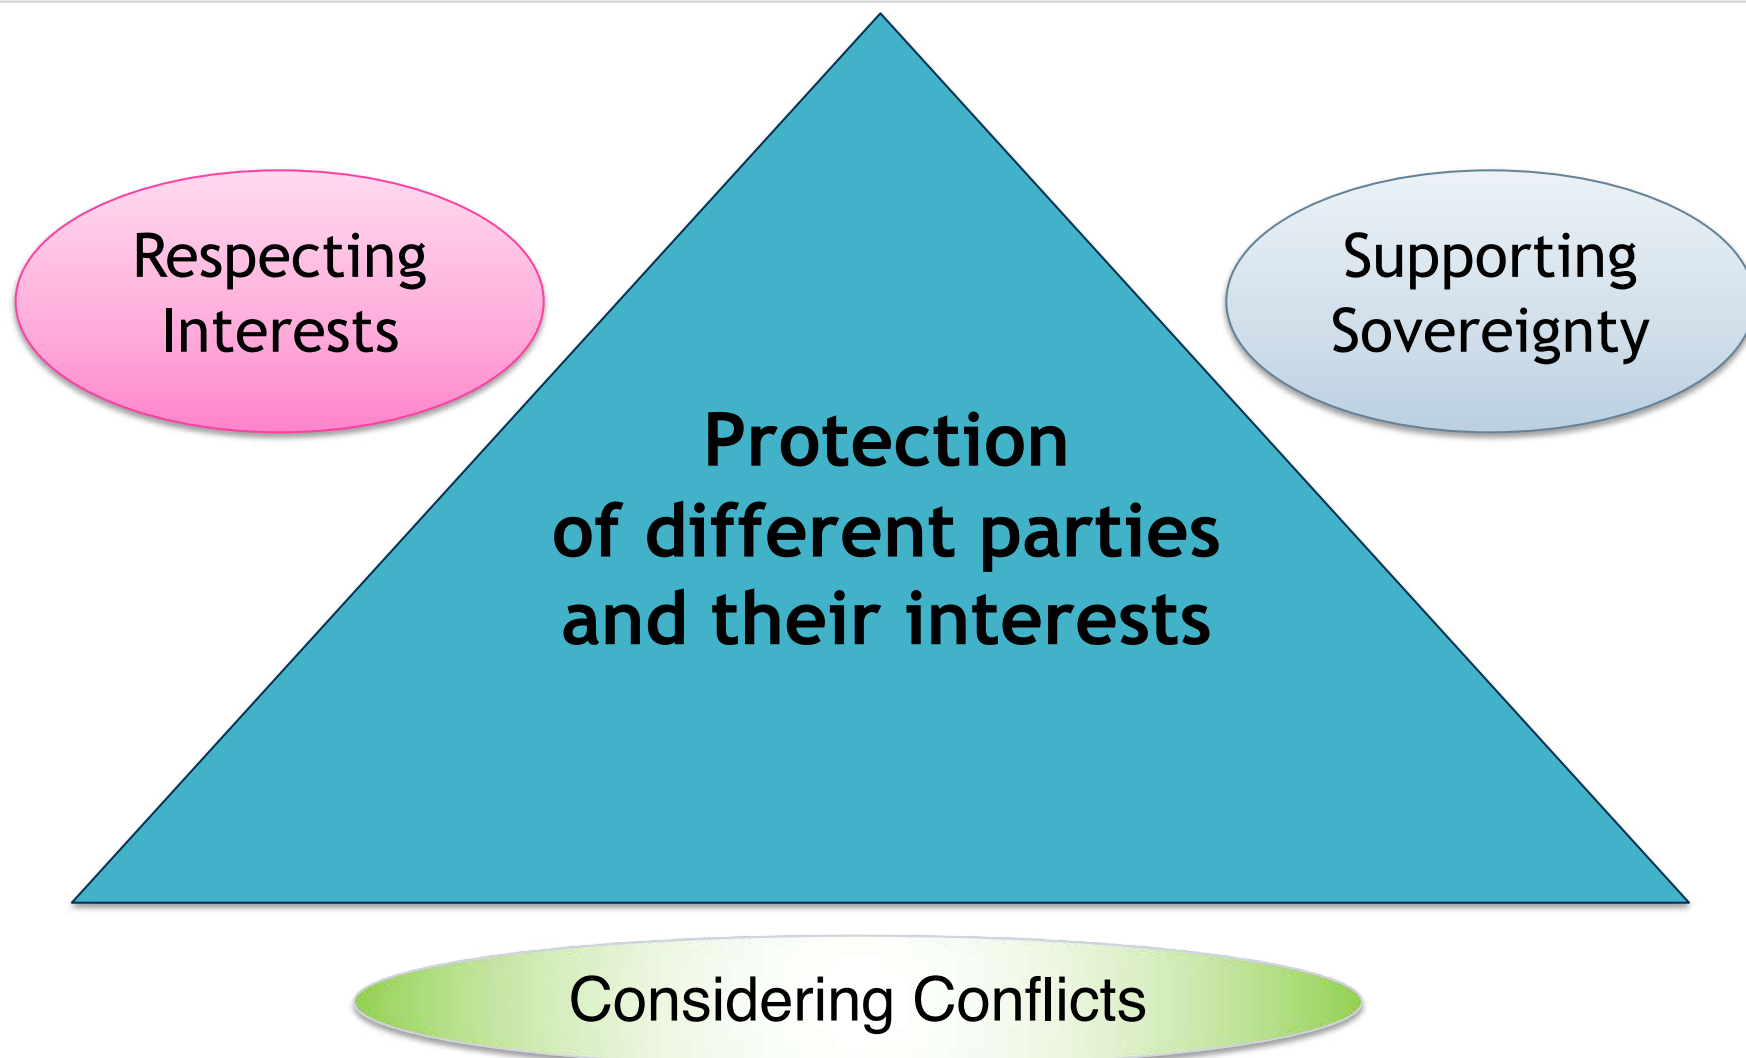 Respecting
Interests
Supporting
Sovereignty
Protection
of different parties
and their interests
Considering Conflicts